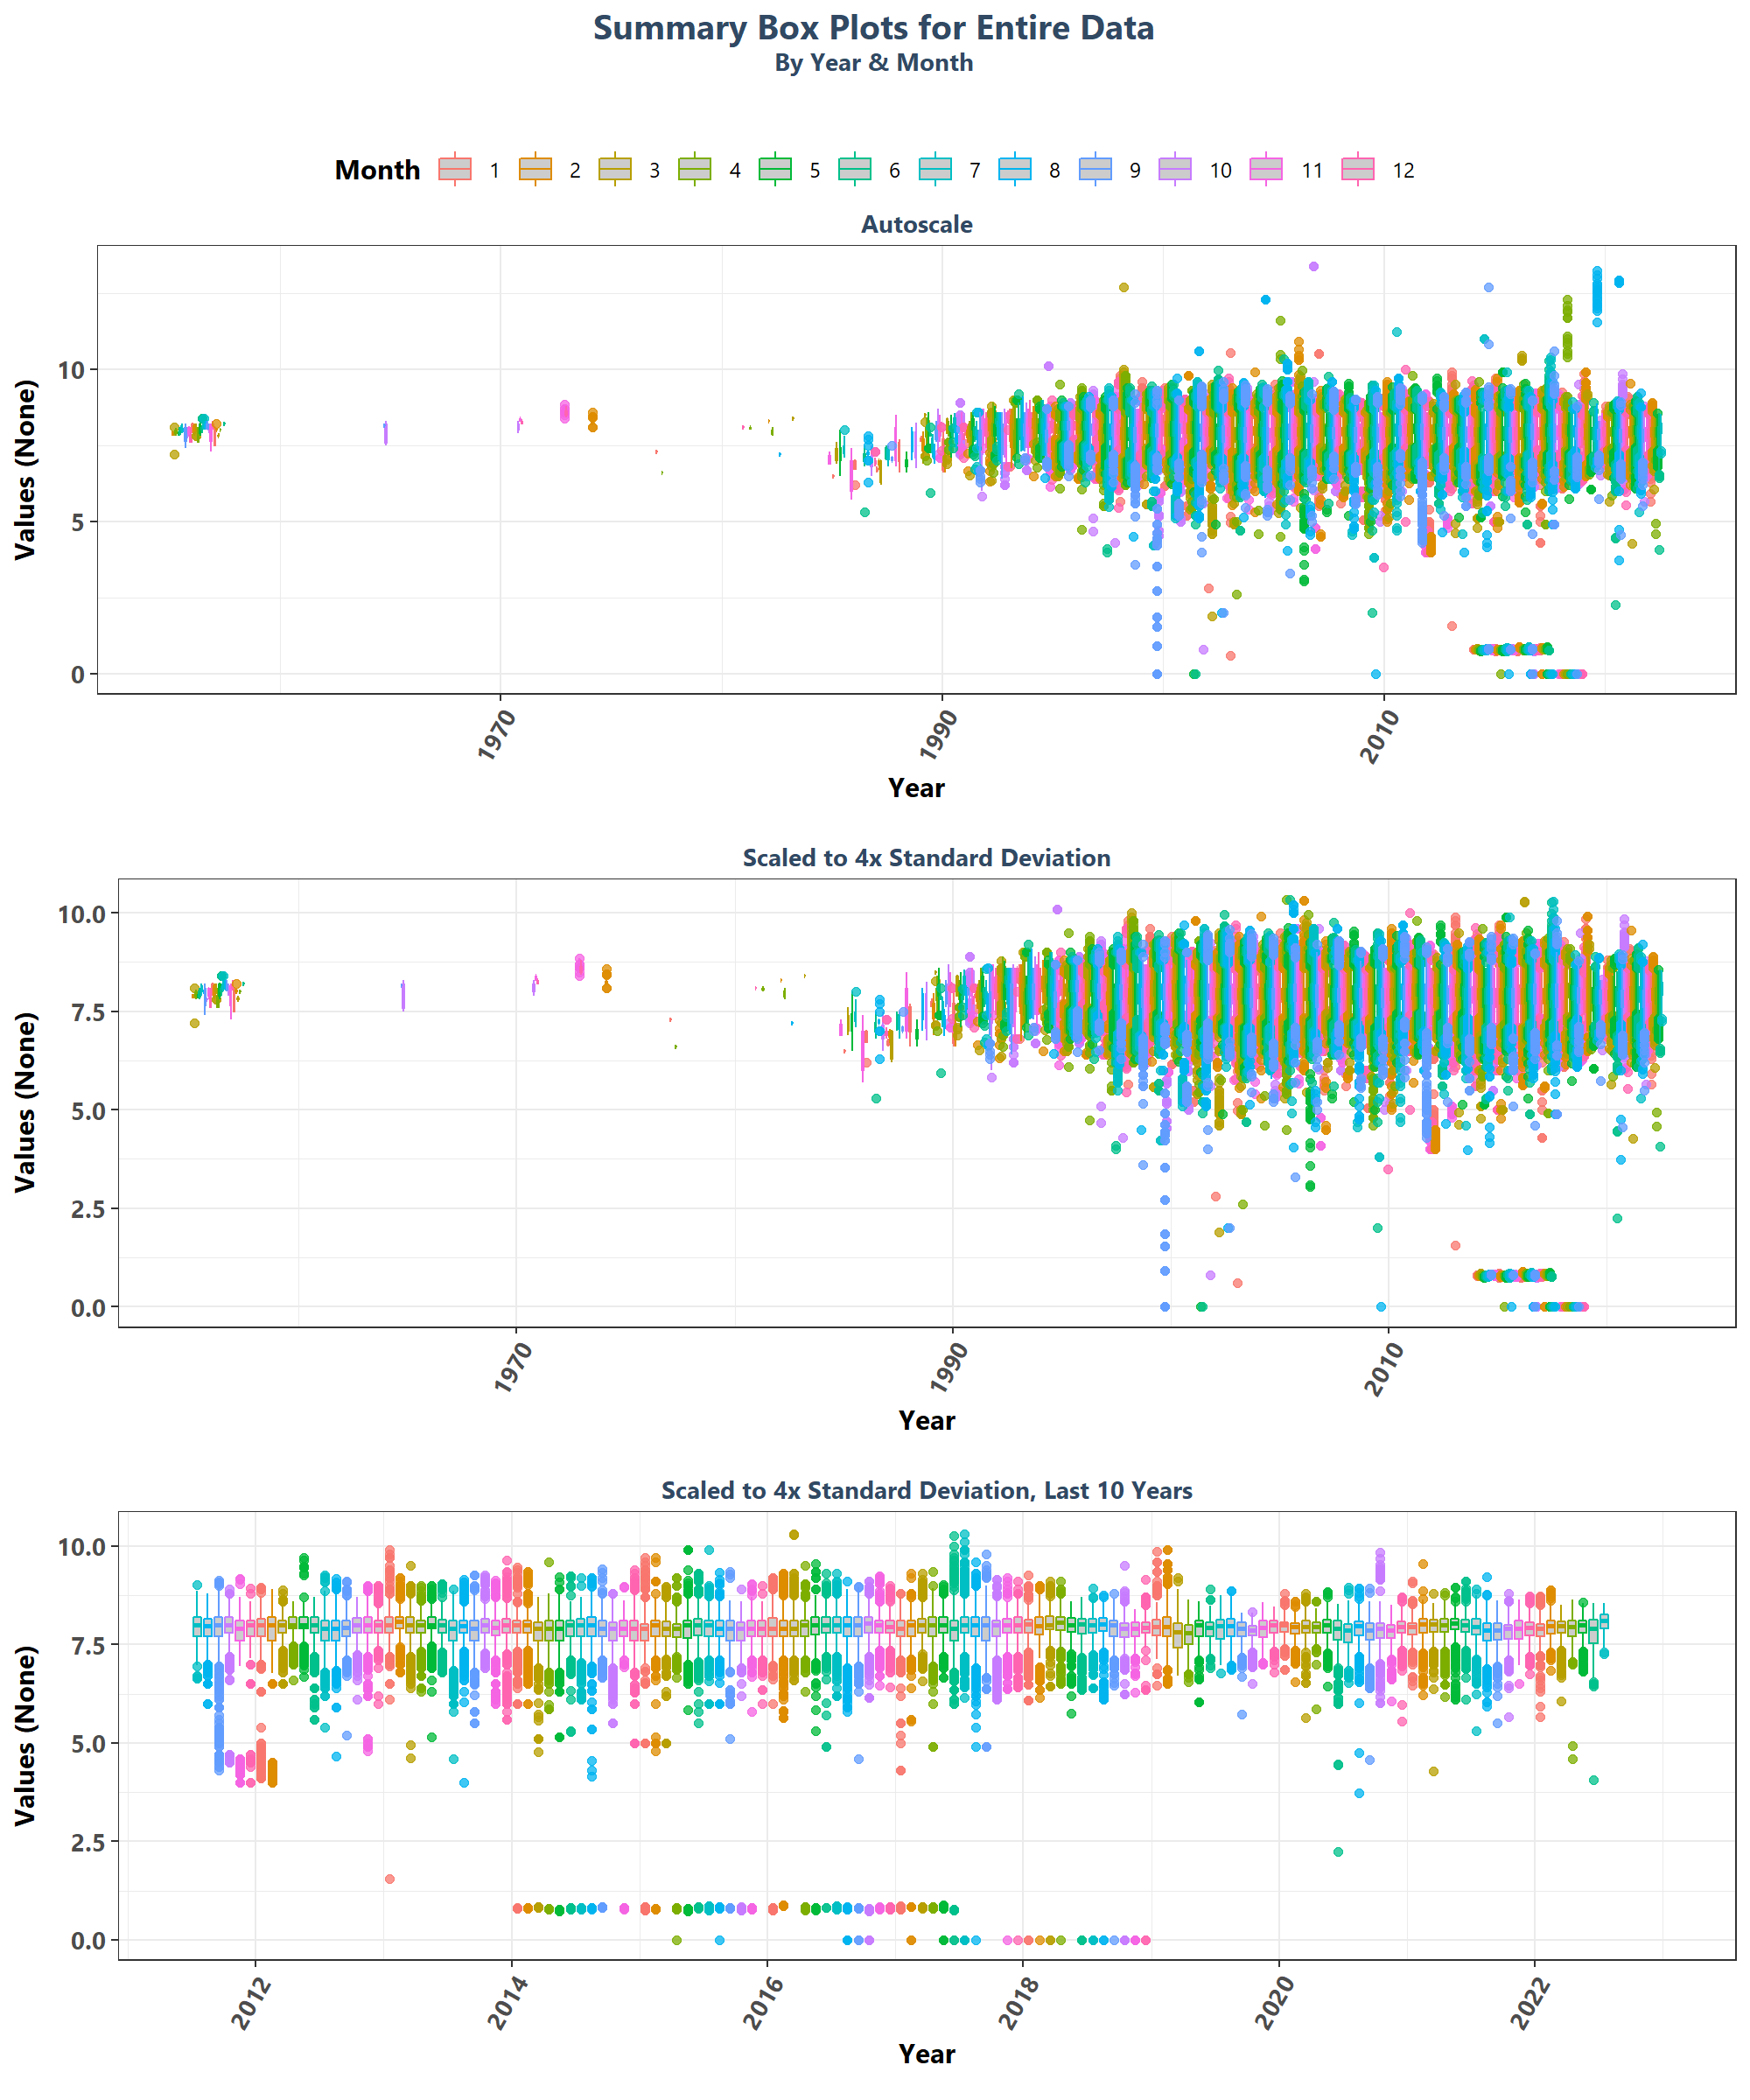 Summary Box Plots for Entire Data
By Year & Month
Month 1 2 3 4 5 6 7 8 9 10 11 12
Autoscale
Values (None)
10
5
0
1970 1990 2010
Year
Scaled to 4x Standard Deviation
Values (None)
10.0
7.5
5.0
2.5
0.0
1970 1990 2010
Year
Scaled to 4x Standard Deviation, Last 10 Years
Values (None)
10.0
7.5
5.0
2.5
0.0
2012 2014 2016 2018 2020 2022
Year